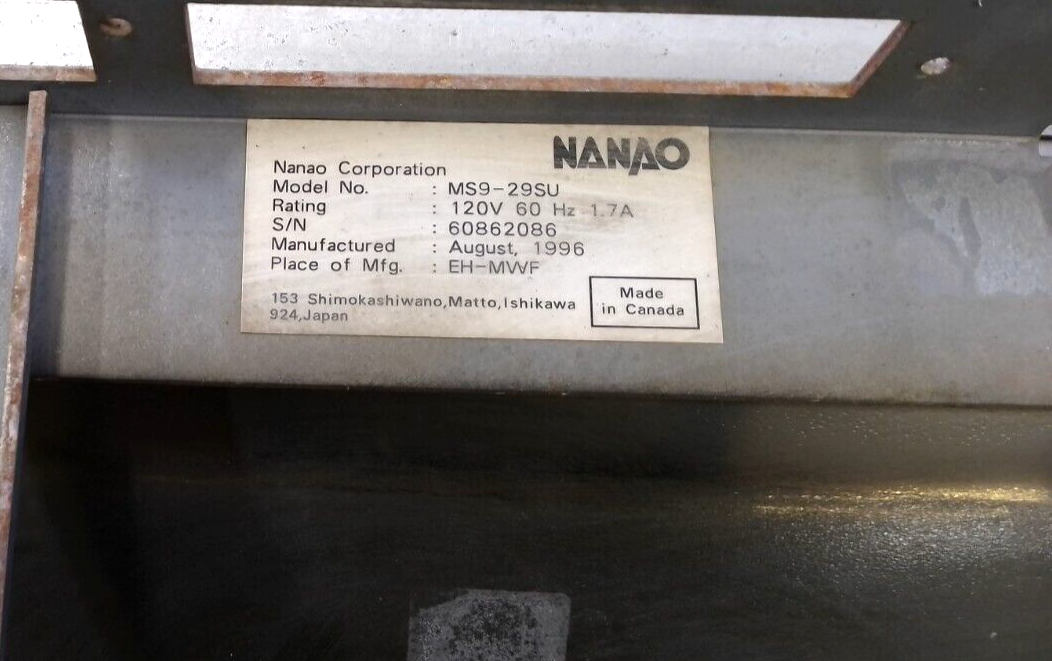 NANAO
Nanao Corporation
Model No. : MS9-29SU
Rating : 120V 60 Hz 1.7A
S/N : 60862086
Manufactured : August, 1996
Place of Mfg. : EH-MVVF
153 Shimokashiwano,Matto,Ishikawa
924,Japan
Made
in Canada